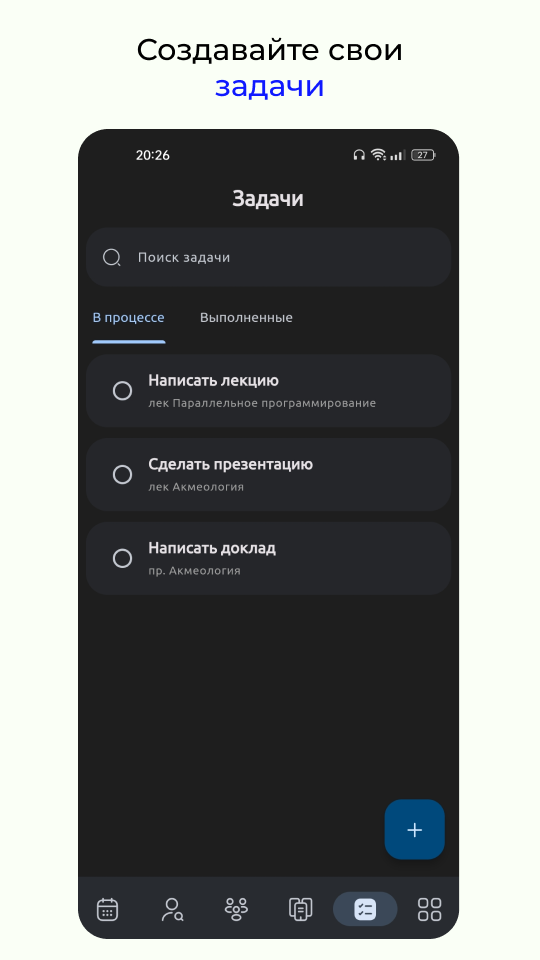 Создавайте свои
задачи
20:26
27
Задачи
Поиск задачи
В процессе
Выполненные
Написать лекцию
лек Параллельное программирование
Сделать презентацию
лек Акмеология
Написать доклад
пр. Акмеология